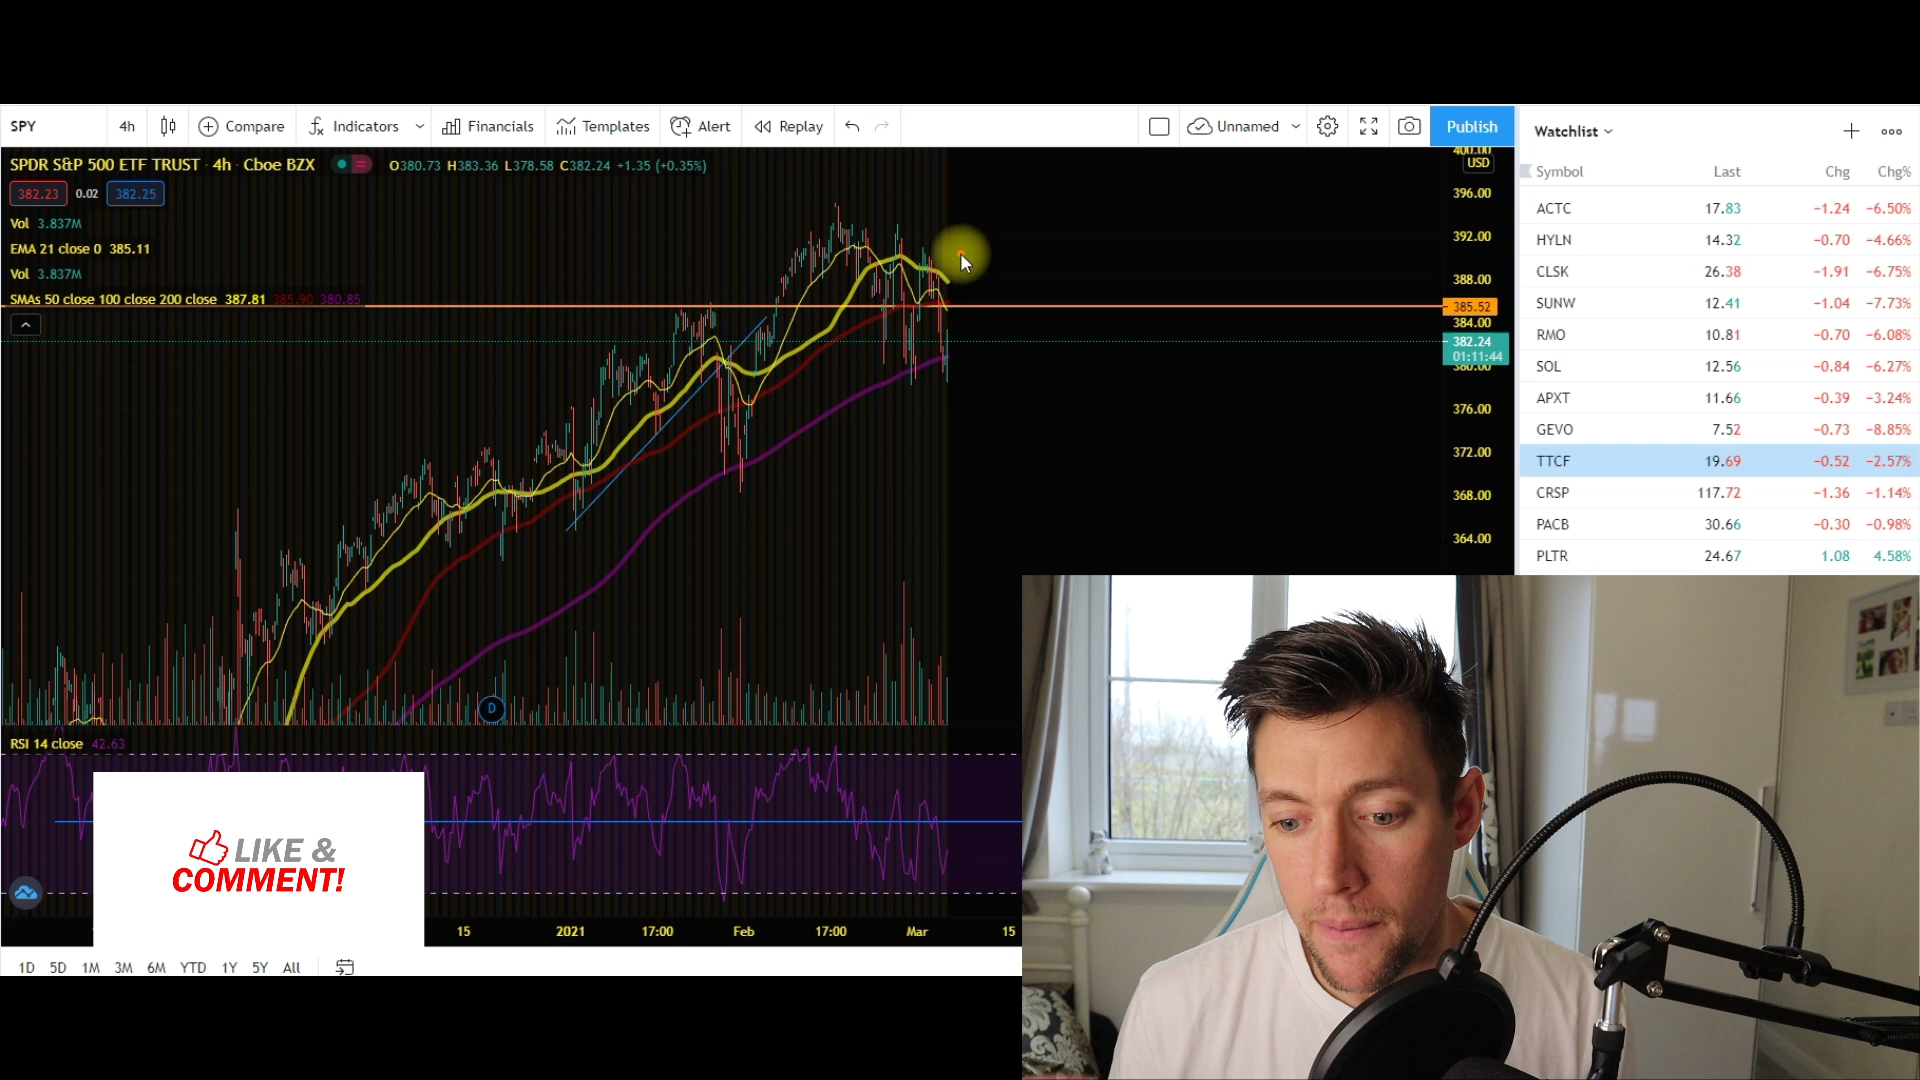 SPY 4h Compare Indicators Financials Templates Alert Replay Unnamed Publish
SPDR S&P 500 ETF TRUST · 4h · Cboe BZX O380.73 H383.36 L378.58 C382.24 +1.35 (+0.35%)
382.23 0.02 382.25
Vol 3.837M
EMA 21 close 0 385.11
Vol 3.837M
SMAs 50 close 100 close 200 close 387.81 385.90 380.85
400.00
USD
396.00
392.00
388.00
385.52
384.00
382.24
01:11:44
380.00
376.00
372.00
368.00
364.00
D
RSI 14 close 42.63
LIKE &
COMMENT!
15 2021 17:00 Feb 17:00 Mar 15
1D 5D 1M 3M 6M YTD 1Y 5Y All
Watchlist
Symbol Last Chg Chg%
ACTC 17.83 −1.24 −6.50%
HYLN 14.32 −0.70 −4.66%
CLSK 26.38 −1.91 −6.75%
SUNW 12.41 −1.04 −7.73%
RMO 10.81 −0.70 −6.08%
SOL 12.56 −0.84 −6.27%
APXT 11.66 −0.39 −3.24%
GEVO 7.52 −0.73 −8.85%
TTCF 19.69 −0.52 −2.57%
CRSP 117.72 −1.36 −1.14%
PACB 30.66 −0.30 −0.98%
PLTR 24.67 1.08 4.58%